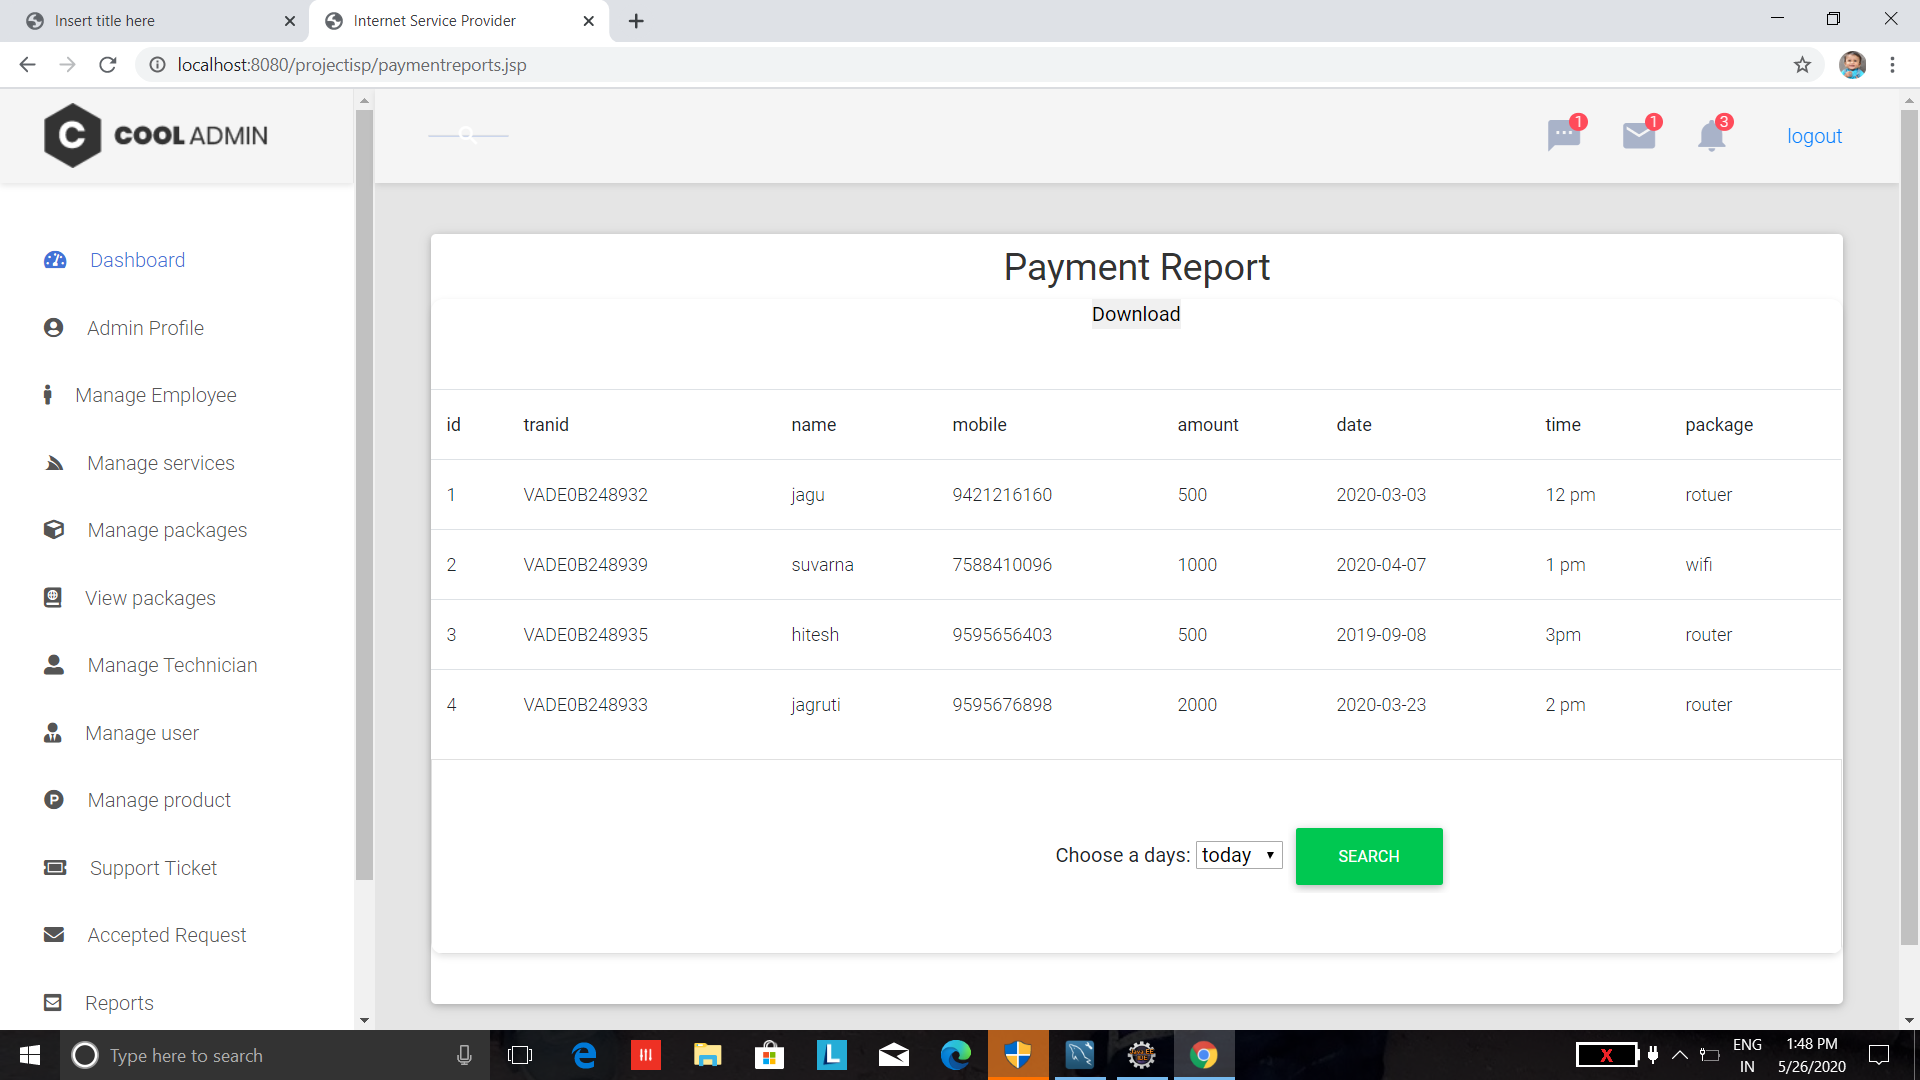 Insert title here
Internet Service Provider
localhost:8080/projectisp/paymentreports.jsp
C COOL ADMIN
1
1
3
logout
Dashboard
Admin Profile
Manage Employee
Manage services
Manage packages
View packages
Manage Technician
Manage user
Manage product
Support Ticket
Accepted Request
Reports
Payment Report
Download
id tranid name mobile amount date time package
1 VADE0B248932 jagu 9421216160 500 2020-03-03 12 pm rotuer
2 VADE0B248939 suvarna 7588410096 1000 2020-04-07 1 pm wifi
3 VADE0B248935 hitesh 9595656403 500 2019-09-08 3pm router
4 VADE0B248933 jagruti 9595676898 2000 2020-03-23 2 pm router
Choose a days: today SEARCH
Type here to search
ENG
IN
1:48 PM
5/26/2020